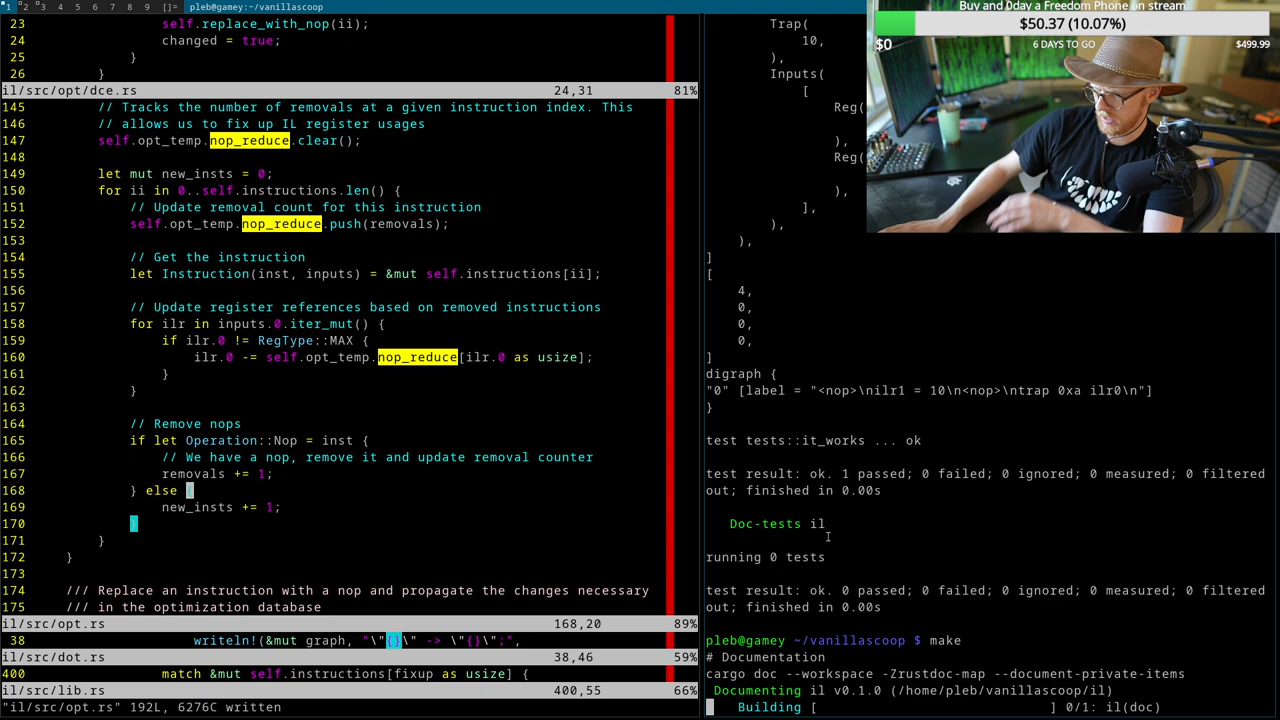 1 2 3 4 5 6 7 8 9 []= pleb@gamey:~/vanillascoop
23 self.replace_with_nop(ii);
24 changed = true;
25 }
26 }
il/src/opt/dce.rs 24,31 81%
145 // Tracks the number of removals at a given instruction index. This
146 // allows us to fix up IL register usages
147 self.opt_temp.nop_reduce.clear();
148
149 let mut new_insts = 0;
150 for ii in 0..self.instructions.len() {
151 // Update removal count for this instruction
152 self.opt_temp.nop_reduce.push(removals);
153
154 // Get the instruction
155 let Instruction(inst, inputs) = &mut self.instructions[ii];
156
157 // Update register references based on removed instructions
158 for ilr in inputs.0.iter_mut() {
159 if ilr.0 != RegType::MAX {
160 ilr.0 -= self.opt_temp.nop_reduce[ilr.0 as usize];
161 }
162 }
163
164 // Remove nops
165 if let Operation::Nop = inst {
166 // We have a nop, remove it and update removal counter
167 removals += 1;
168 } else {
169 new_insts += 1;
170 }
171 }
172 }
173
174 /// Replace an instruction with a nop and propagate the changes necessary
175 /// in the optimization database
il/src/opt.rs 168,20 89%
38 writeln!(&mut graph, "\"{}\" -> \"{}\";",
il/src/dot.rs 38,46 59%
400 match &mut self.instructions[fixup as usize] {
il/src/lib.rs 400,55 66%
"il/src/opt.rs" 192L, 6276C written
Trap(
10,
),
Inputs(
[
Reg(
),
Reg(
),
],
),
),
]
[
4,
0,
0,
0,
]
digraph {
"0" [label = "<nop>\nilr1 = 10\n<nop>\ntrap 0xa ilr0\n"]
}
test tests::it_works ... ok
test result: ok. 1 passed; 0 failed; 0 ignored; 0 measured; 0 filtered
out; finished in 0.00s
Doc-tests il
running 0 tests
test result: ok. 0 passed; 0 failed; 0 ignored; 0 measured; 0 filtered
out; finished in 0.00s
pleb@gamey ~/vanillascoop $ make
# Documentation
cargo doc --workspace -Zrustdoc-map --document-private-items
Documenting il v0.1.0 (/home/pleb/vanillascoop/il)
Building [ ] 0/1: il(doc)
Buy and 0day a Freedom Phone on stream
$50.37 (10.07%)
$0 6 DAYS TO GO $499.99